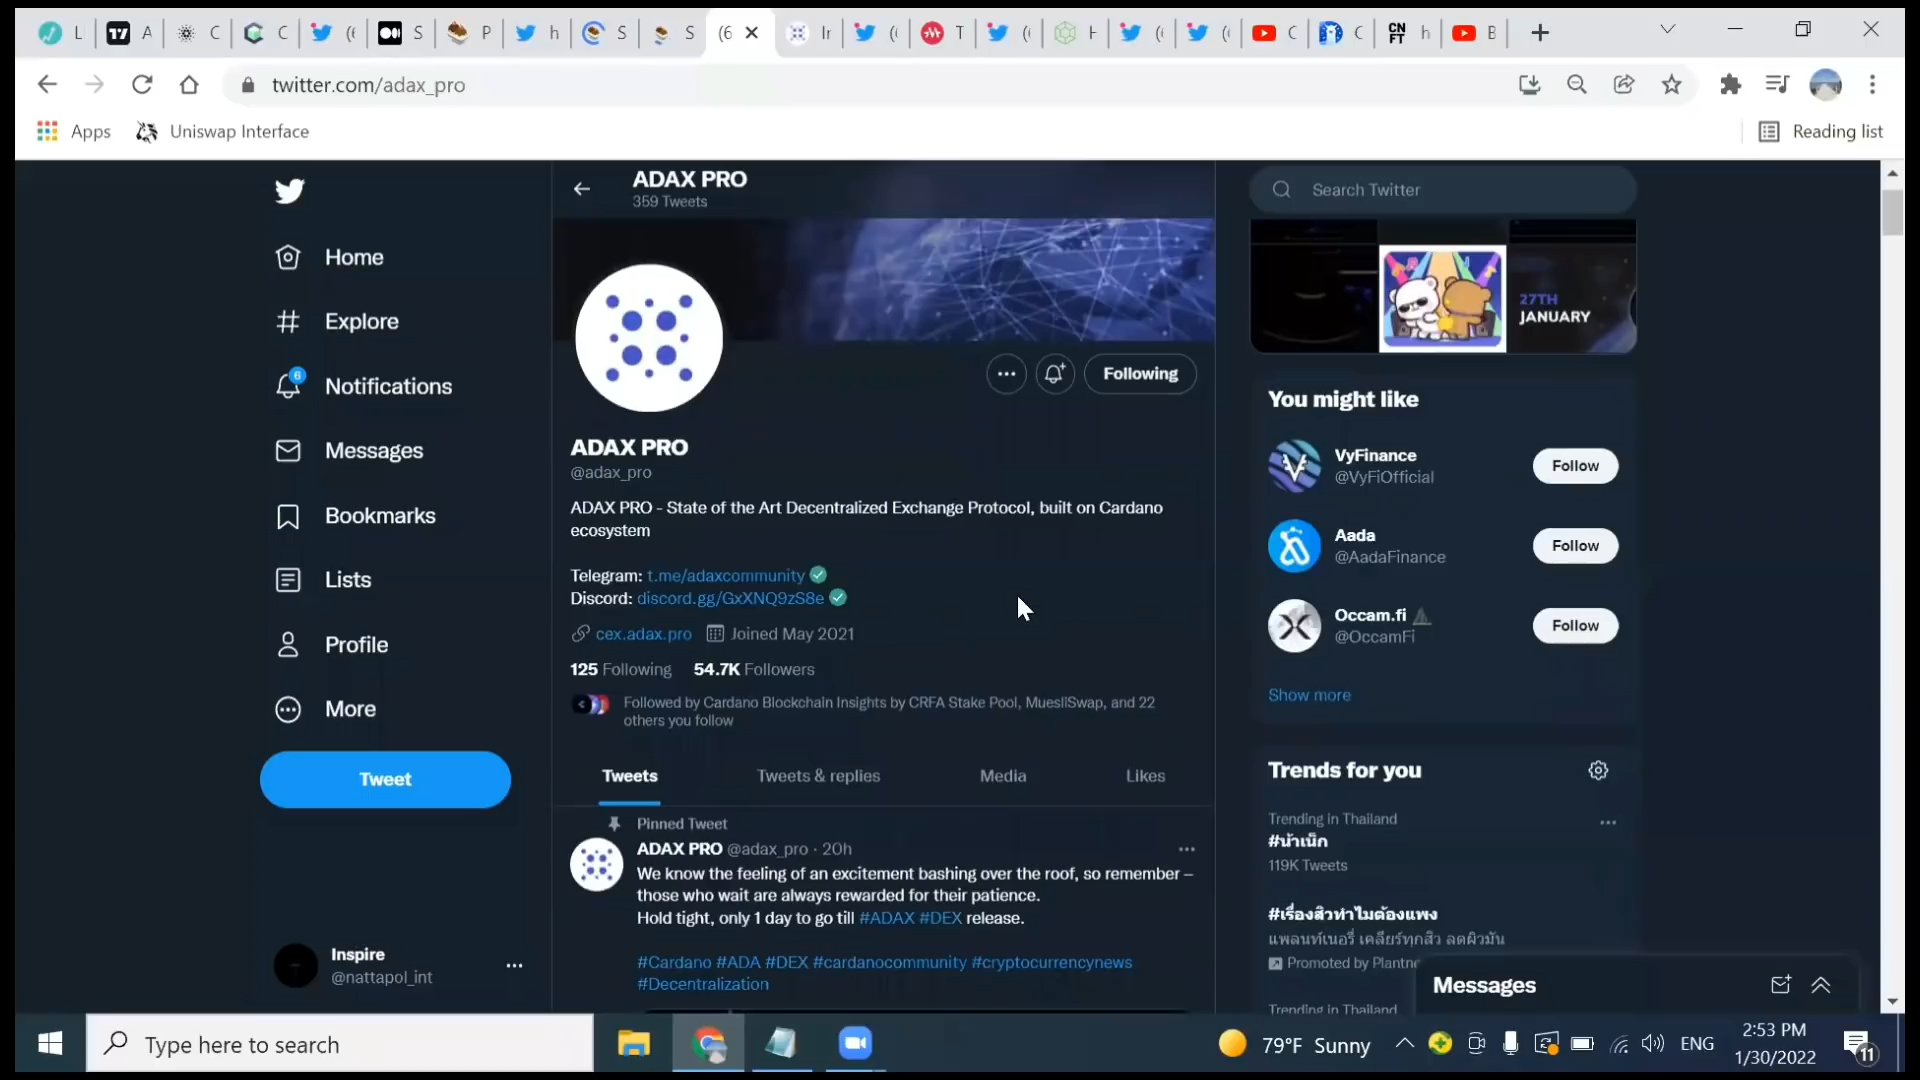 L
A
C
C
(6
S
P
h
S
S
(6
Ir
(
T
(
H
(
(
C
C
CNFT
h
E
twitter.com/adax_pro
Apps
Uniswap Interface
Reading list
ADAX PRO
359 Tweets
Search Twitter
Home
Explore
6
Notifications
Messages
Bookmarks
Lists
Profile
More
Tweet
Inspire
@nattapol_int
Following
ADAX PRO
@adax_pro
ADAX PRO - State of the Art Decentralized Exchange Protocol, built on Cardano
ecosystem
Telegram: t.me/adaxcommunity
Discord: discord.gg/GxXNQ9zS8e
cex.adax.pro Joined May 2021
125 Following 54.7K Followers
Followed by Cardano Blockchain Insights by CRFA Stake Pool, MuesliSwap, and 22
others you follow
Tweets Tweets & replies Media Likes
Pinned Tweet
ADAX PRO @adax_pro · 20h
We know the feeling of an excitement bashing over the roof, so remember –
those who wait are always rewarded for their patience.
Hold tight, only 1 day to go till #ADAX #DEX release.
#Cardano #ADA #DEX #cardanocommunity #cryptocurrencynews
#Decentralization
27TH
JANUARY
You might like
VyFinance
@VyFiOfficial
Follow
Aada
@AadaFinance
Follow
Occam.fi
@OccamFi
Follow
Show more
Trends for you
Trending in Thailand
#น้าเน็ก
119K Tweets
#เรื่องสิวทำไมต้องแพง
แพลนท์เนอรี่ เคลียร์ทุกสิว ลดผิวมัน
Promoted by Plantne
Trending in Thailand
Messages
Type here to search
79°F Sunny
ENG
2:53 PM
1/30/2022
11